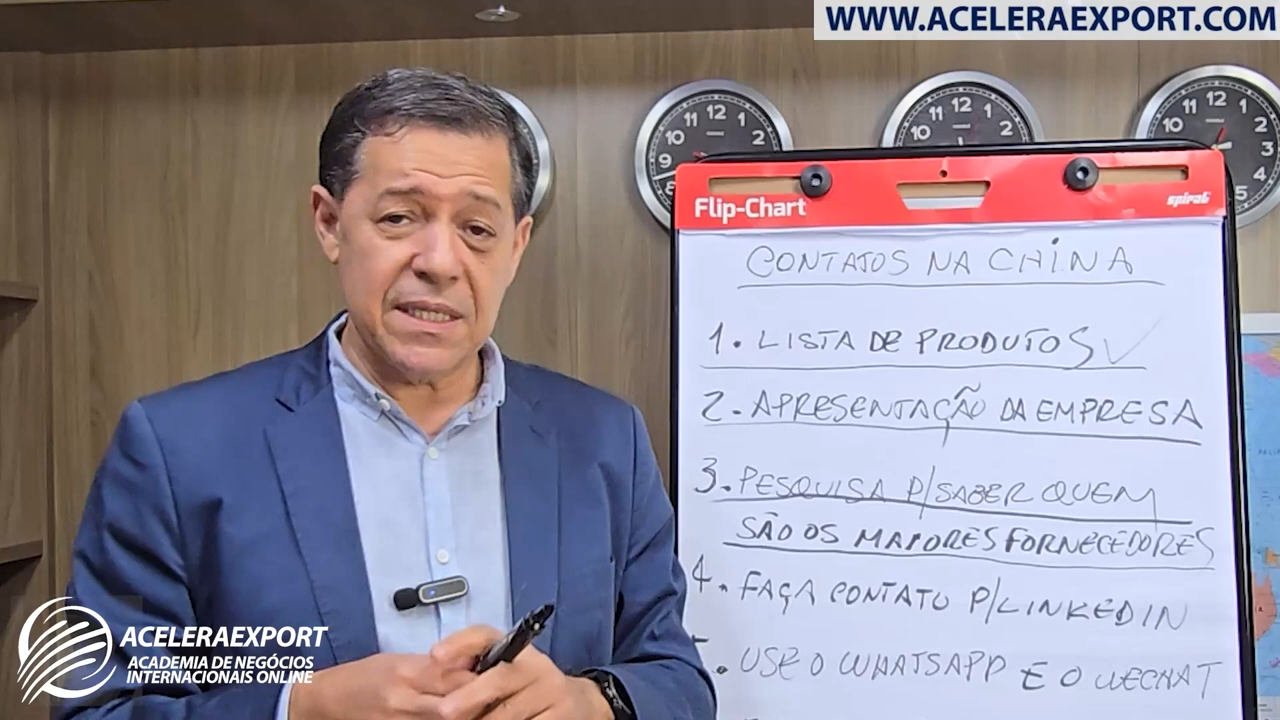 WWW.ACELERAEXPORT.COM
Flip-Chart
spiral
CONTATOS NA CHINA
1. LISTA DE PRODUTOS
2. APRESENTAÇÃO DA EMPRESA
3. PESQUISA P/ SABER QUEM
SÃO OS MAIORES FORNECEDORES
4. FAÇA CONTATO P/ LINKEDIN
. USE O WHATSAPP E O WECHAT
ACELERAEXPORT
ACADEMIA DE NEGÓCIOS
INTERNACIONAIS ONLINE